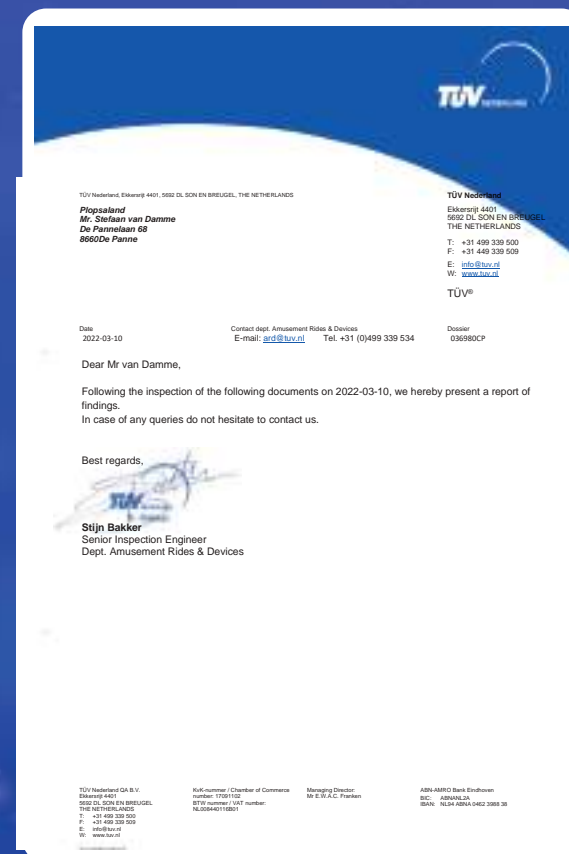 TÜV NEDERLAND
TÜV Nederland, Ekkersrijt 4401, 5692 DL SON EN BREUGEL, THE NETHERLANDS
Plopsaland
Mr. Stefaan van Damme
De Pannelaan 68
8660De Panne
TÜV Nederland
Ekkersrijt 4401
5692 DL SON EN BREUGEL
THE NETHERLANDS
T: +31 499 339 500
F: +31 449 339 509
E: info@tuv.nl
W: www.tuv.nl
TÜV®
Date Contact dept. Amusement Rides & Devices Dossier
2022-03-10 E-mail: ard@tuv.nl Tel. +31 (0)499 339 534 036980CP
Dear Mr van Damme,
Following the inspection of the following documents on 2022-03-10, we hereby present a report of
findings.
In case of any queries do not hesitate to contact us.
Best regards,
TÜV
Stijn Bakker
Senior Inspection Engineer
Dept. Amusement Rides & Devices
TÜV Nederland QA B.V.
Ekkersrijt 4401
5692 DL SON EN BREUGEL
THE NETHERLANDS
T: +31 499 339 500
F: +31 499 339 509
E: info@tuv.nl
W: www.tuv.nl
KvK-nummer / Chamber of Commerce
number: 17091102
BTW nummer / VAT number:
NL008440116B01
Managing Director:
Mr E.W.A.C. Franken
ABN-AMRO Bank Eindhoven
BIC: ABNANL2A
IBAN: NL94 ABNA 0462 3988 38